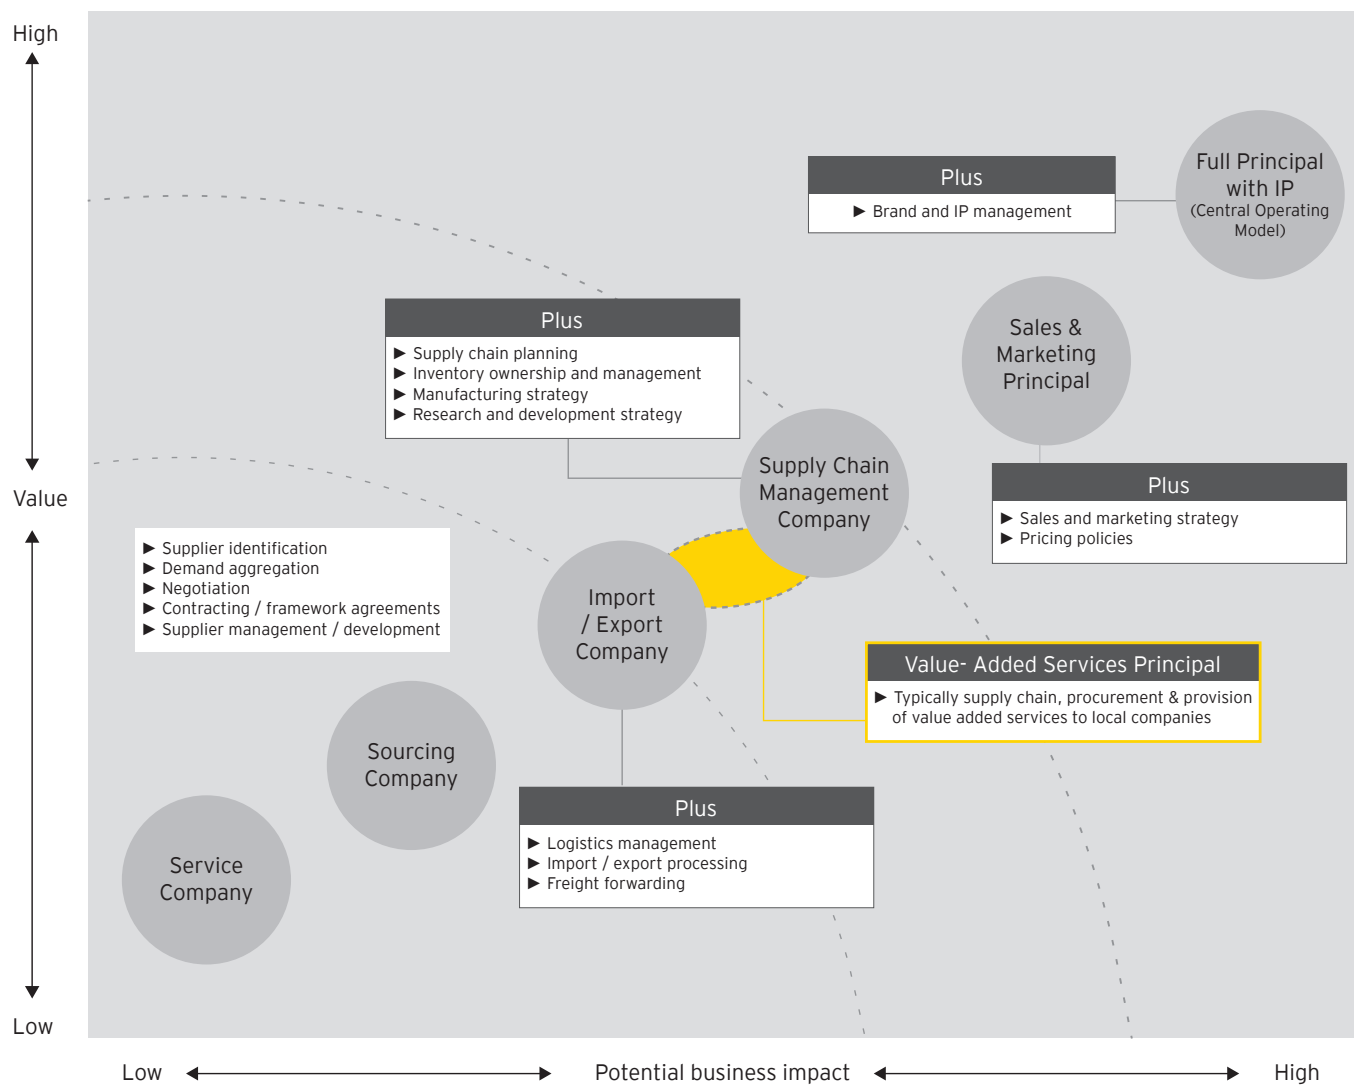 High
Full Principal
with IP
(Central Operating
Model)
Plus
► Brand and IP management
Sales &
Marketing
Principal
Plus
► Supply chain planning
► Inventory ownership and management
► Manufacturing strategy
► Research and development strategy
Supply Chain
Management
Company
Plus
► Sales and marketing strategy
► Pricing policies
Value
► Supplier identification
► Demand aggregation
► Negotiation
► Contracting / framework agreements
► Supplier management / development
Import
/ Export
Company
Value- Added Services Principal
► Typically supply chain, procurement & provision
of value added services to local companies
Sourcing
Company
Plus
► Logistics management
► Import / export processing
► Freight forwarding
Service
Company
Low
Low
Potential business impact
High